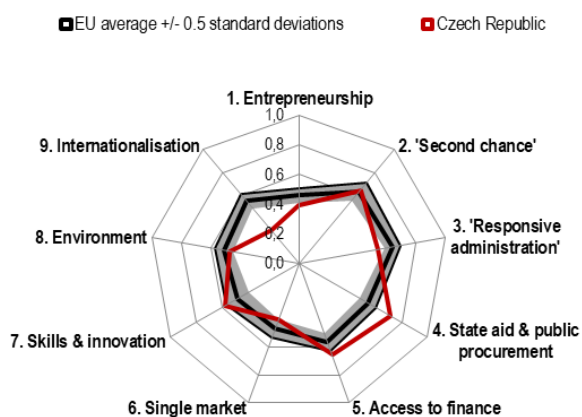 EU average +/- 0.5 standard deviations
Czech Republic
1. Entrepreneurship
1,0
9. Internationalisation
0,8
2. 'Second chance'
0,6
0,4
8. Environment
0,2
3. 'Responsive
administration'
0,0
7. Skills & innovation
4. State aid & public
procurement
6. Single market
5. Access to finance